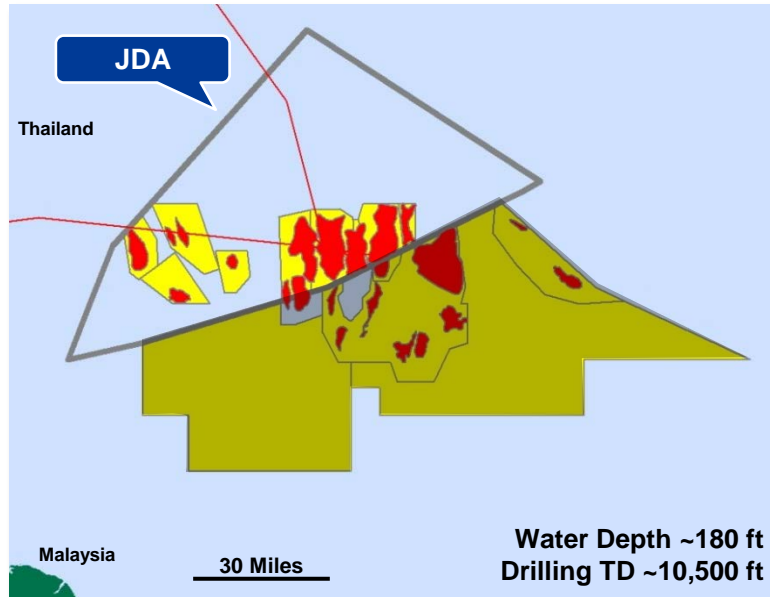 JDA
Thailand
Malaysia
30 Miles
Water Depth ~180 ft
Drilling TD ~10,500 ft